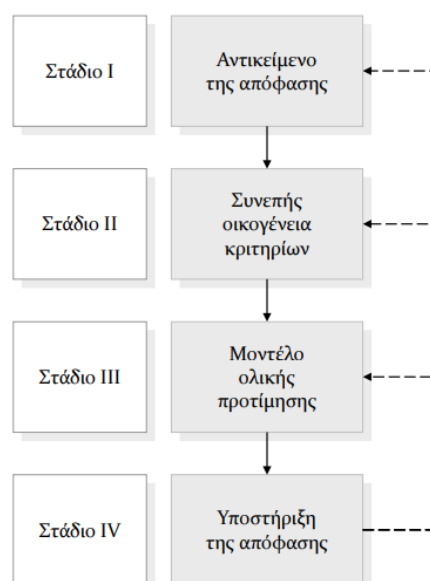 Στάδιο I
Αντικείμενο
της απόφασης
Στάδιο II
Συνεπής
οικογένεια
κριτηρίων
Στάδιο III
Μοντέλο
ολικής
προτίμησης
Στάδιο IV
Υποστήριξη
της απόφασης